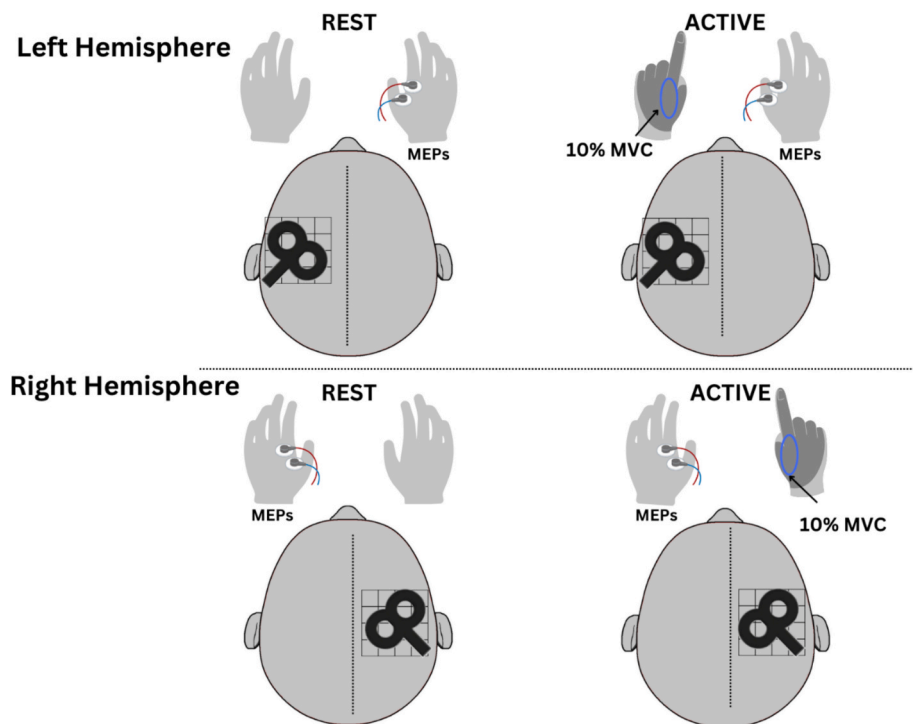 REST
ACTIVE
Left Hemisphere
10% MVC
MEPs
MEPs
Right Hemisphere
REST
ACTIVE
MEPs
MEPs
10% MVC